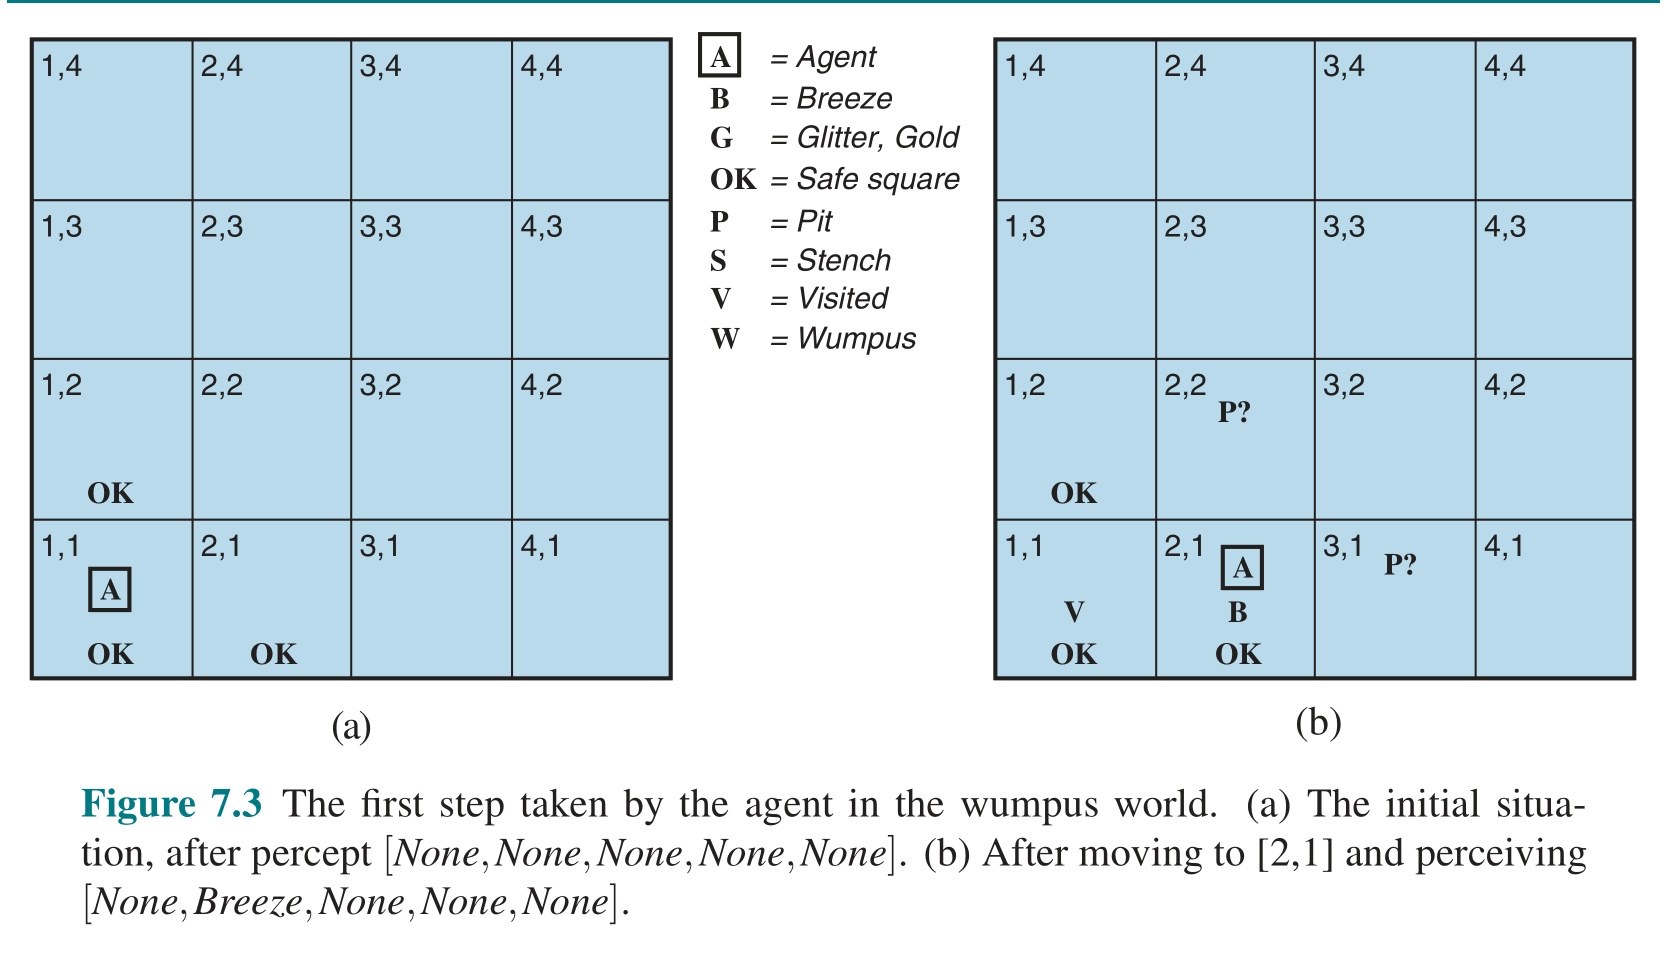 1,4 2,4 3,4 4,4
1,3 2,3 3,3 4,3
1,2 2,2 3,2 4,2
OK
1,1 2,1 3,1 4,1
A
OK OK
(a)
A = Agent
B = Breeze
G = Glitter, Gold
OK = Safe square
P = Pit
S = Stench
V = Visited
W = Wumpus
1,4 2,4 3,4 4,4
1,3 2,3 3,3 4,3
1,2 2,2 3,2 4,2
P?
OK
1,1 2,1 3,1 4,1
A P?
V B
OK OK
(b)
Figure 7.3 The first step taken by the agent in the wumpus world. (a) The initial situa-
tion, after percept [None, None, None, None, None]. (b) After moving to [2,1] and perceiving
[None, Breeze, None, None, None].